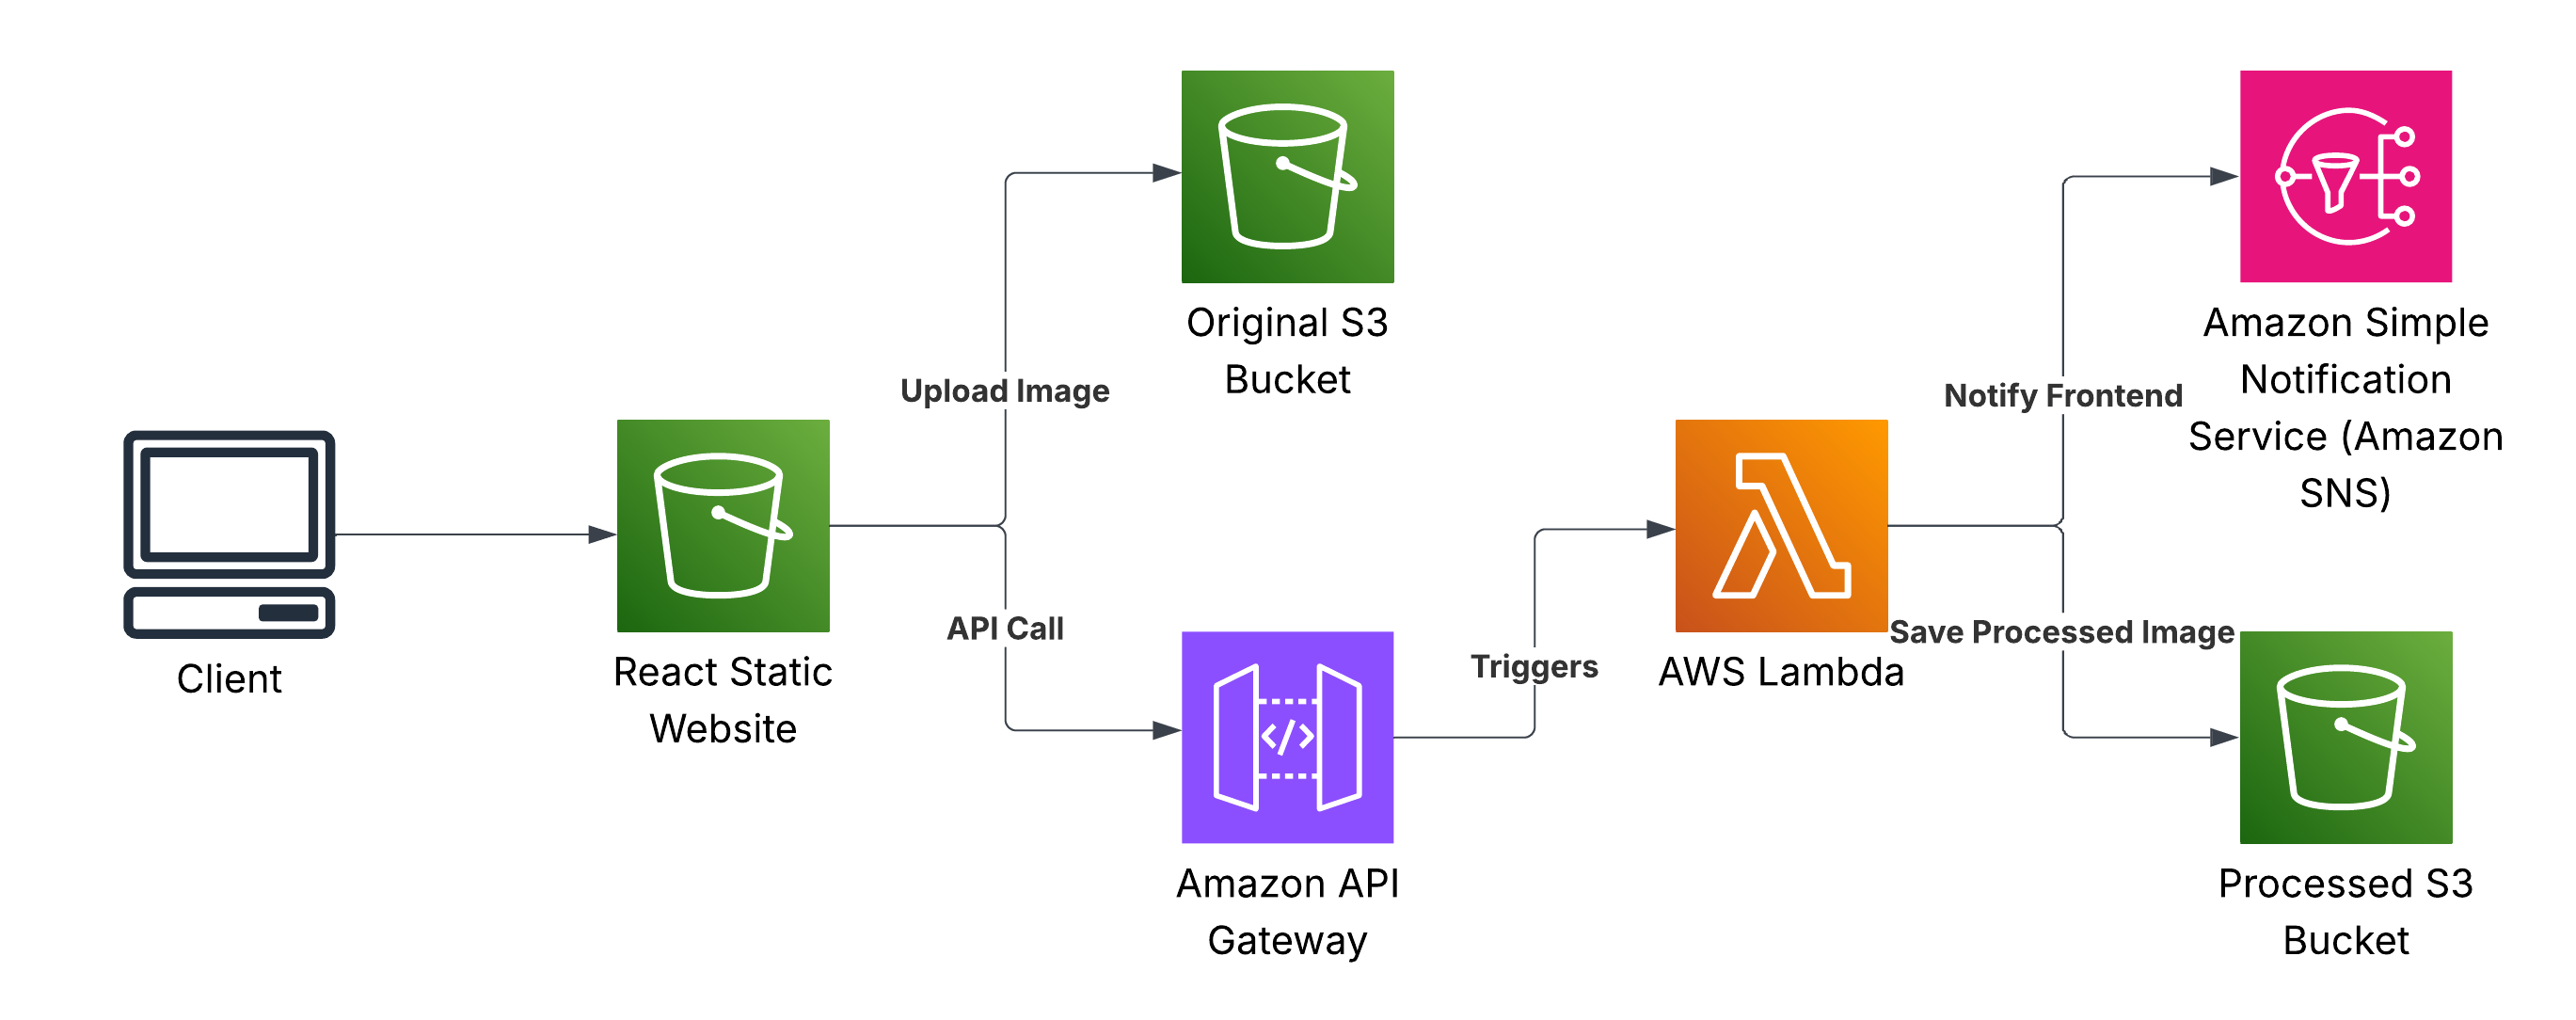 Client
React Static
Website
Upload Image
API Call
Original S3
Bucket
Amazon API
Gateway
Triggers
AWS Lambda
Notify Frontend
Save Processed Image
Amazon Simple
Notification
Service (Amazon
SNS)
Processed S3
Bucket